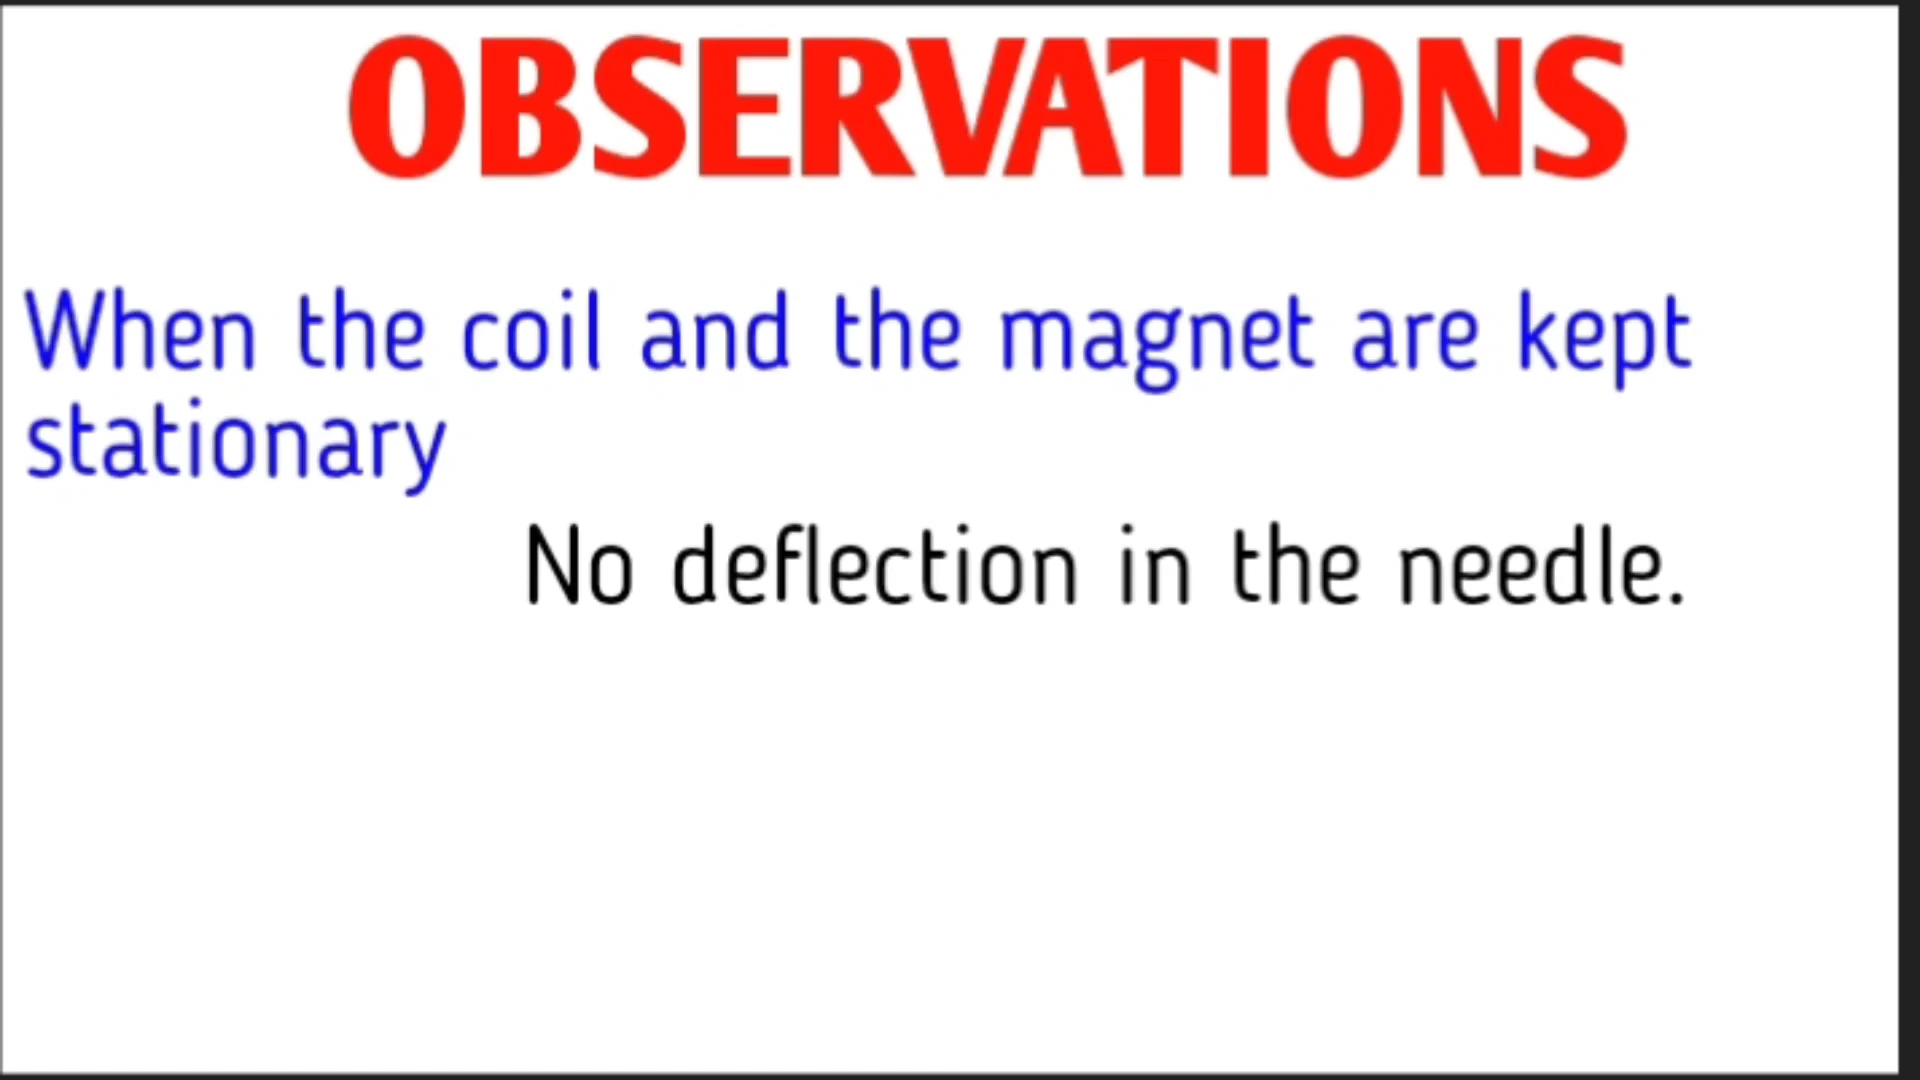 OBSERVATIONS
When the coil and the magnet are kept
stationary
No deflection in the needle.